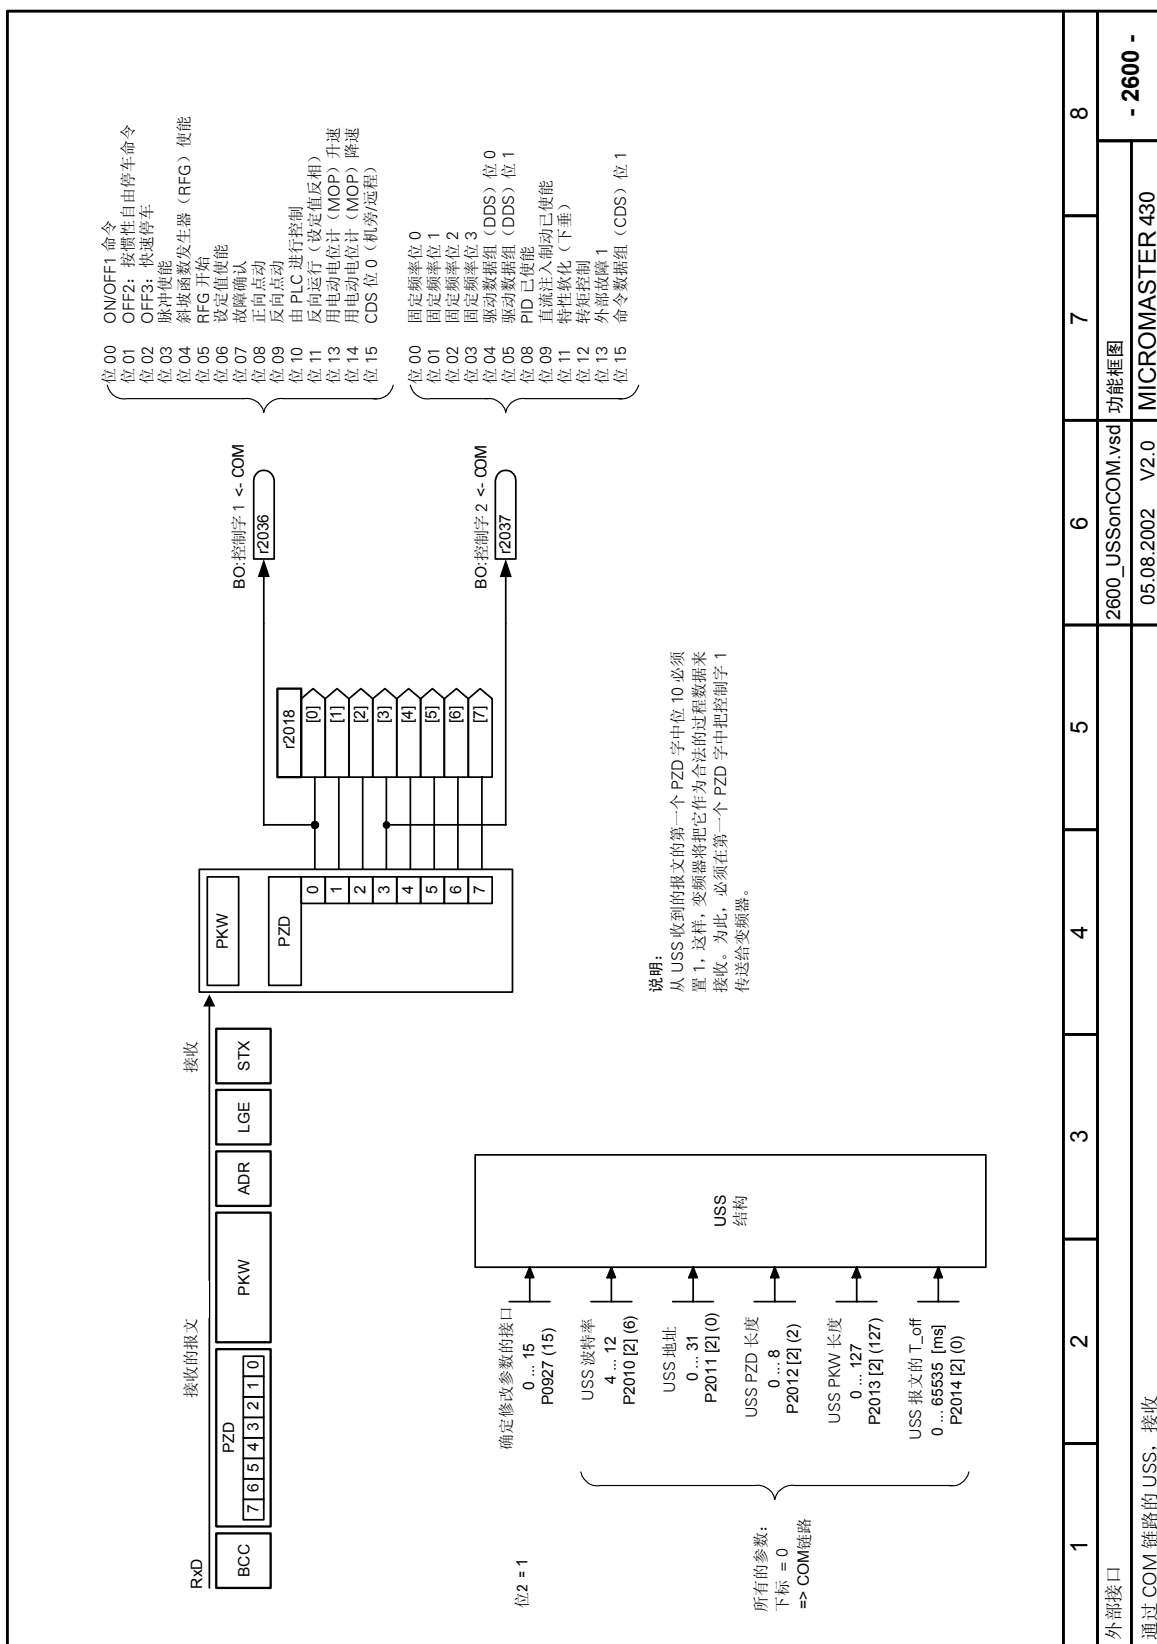 RxD
接收的报文
接收
BCC
PZD
7 6 5 4 3 2 1 0
PKW
ADR
LGE
STX
PKW
PZD
0
1
2
3
4
5
6
7
r2018
[0]
[1]
[2]
[3]
[4]
[5]
[6]
[7]
BO:控制字 1 <- COM
r2036
BO:控制字 2 <- COM
r2037
位 00 ON/OFF1 命令
位 01 OFF2：按惯性自由停车命令
位 02 OFF3：快速停车
位 03 脉冲使能
位 04 斜坡函数发生器（RFG）使能
位 05 RFG 开始
位 06 设定值使能
位 07 故障确认
位 08 正向点动
位 09 反向点动
位 10 由 PLC 进行控制
位 11 反向运行（设定值反相）
位 13 用电动电位计（MOP）升速
位 14 用电动电位计（MOP）降速
位 15 CDS 位 0（机旁/远程）
位 00 固定频率位 0
位 01 固定频率位 1
位 02 固定频率位 2
位 03 固定频率位 3
位 04 驱动数据组（DDS）位 0
位 05 驱动数据组（DDS）位 1
位 08 PID 已使能
位 09 直流注入制动已使能
位 11 特性软化（下垂）
位 12 转矩控制
位 13 外部故障 1
位 15 命令数据组（CDS）位 1
位2 = 1
确定修改参数的接口
0 ... 15
P0927 (15)
USS 波特率
4 ... 12
P2010 [2] (6)
USS 地址
0 ... 31
P2011 [2] (0)
USS PZD 长度
0 ... 8
P2012 [2] (2)
USS PKW 长度
0 ... 127
P2013 [2] (127)
USS 报文的 T_off
0 ... 65535 [ms]
P2014 [2] (0)
所有的参数：
下标 = 0
=> COM链路
USS
结构
说明：
从 USS 收到的报文的第一个 PZD 字中位 10 必须
置 1，这样，变频器将把它作为合法的过程数据来
接收。为此，必须在第一个 PZD 字中把控制字 1
传送给变频器。
1 2 3 4 5 6 7 8
外部接口 2600_USSonCOM.vsd 功能框图 - 2600 -
通过 COM 链路的 USS，接收 05.08.2002 V2.0 MICROMASTER 430